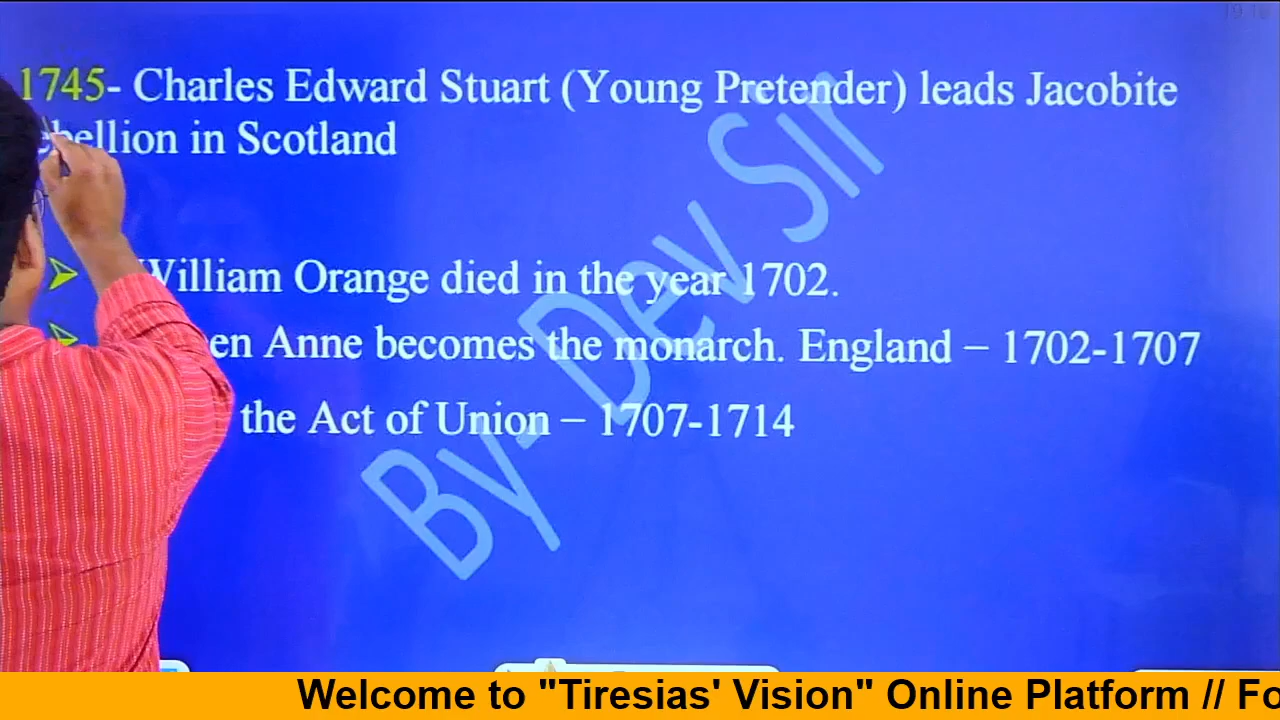 1745- Charles Edward Stuart (Young Pretender) leads Jacobite
ebellion in Scotland
William Orange died in the year 1702.
en Anne becomes the monarch. England – 1702-1707
the Act of Union – 1707-1714
By- Dev Sir
Welcome to "Tiresias' Vision" Online Platform // Fo